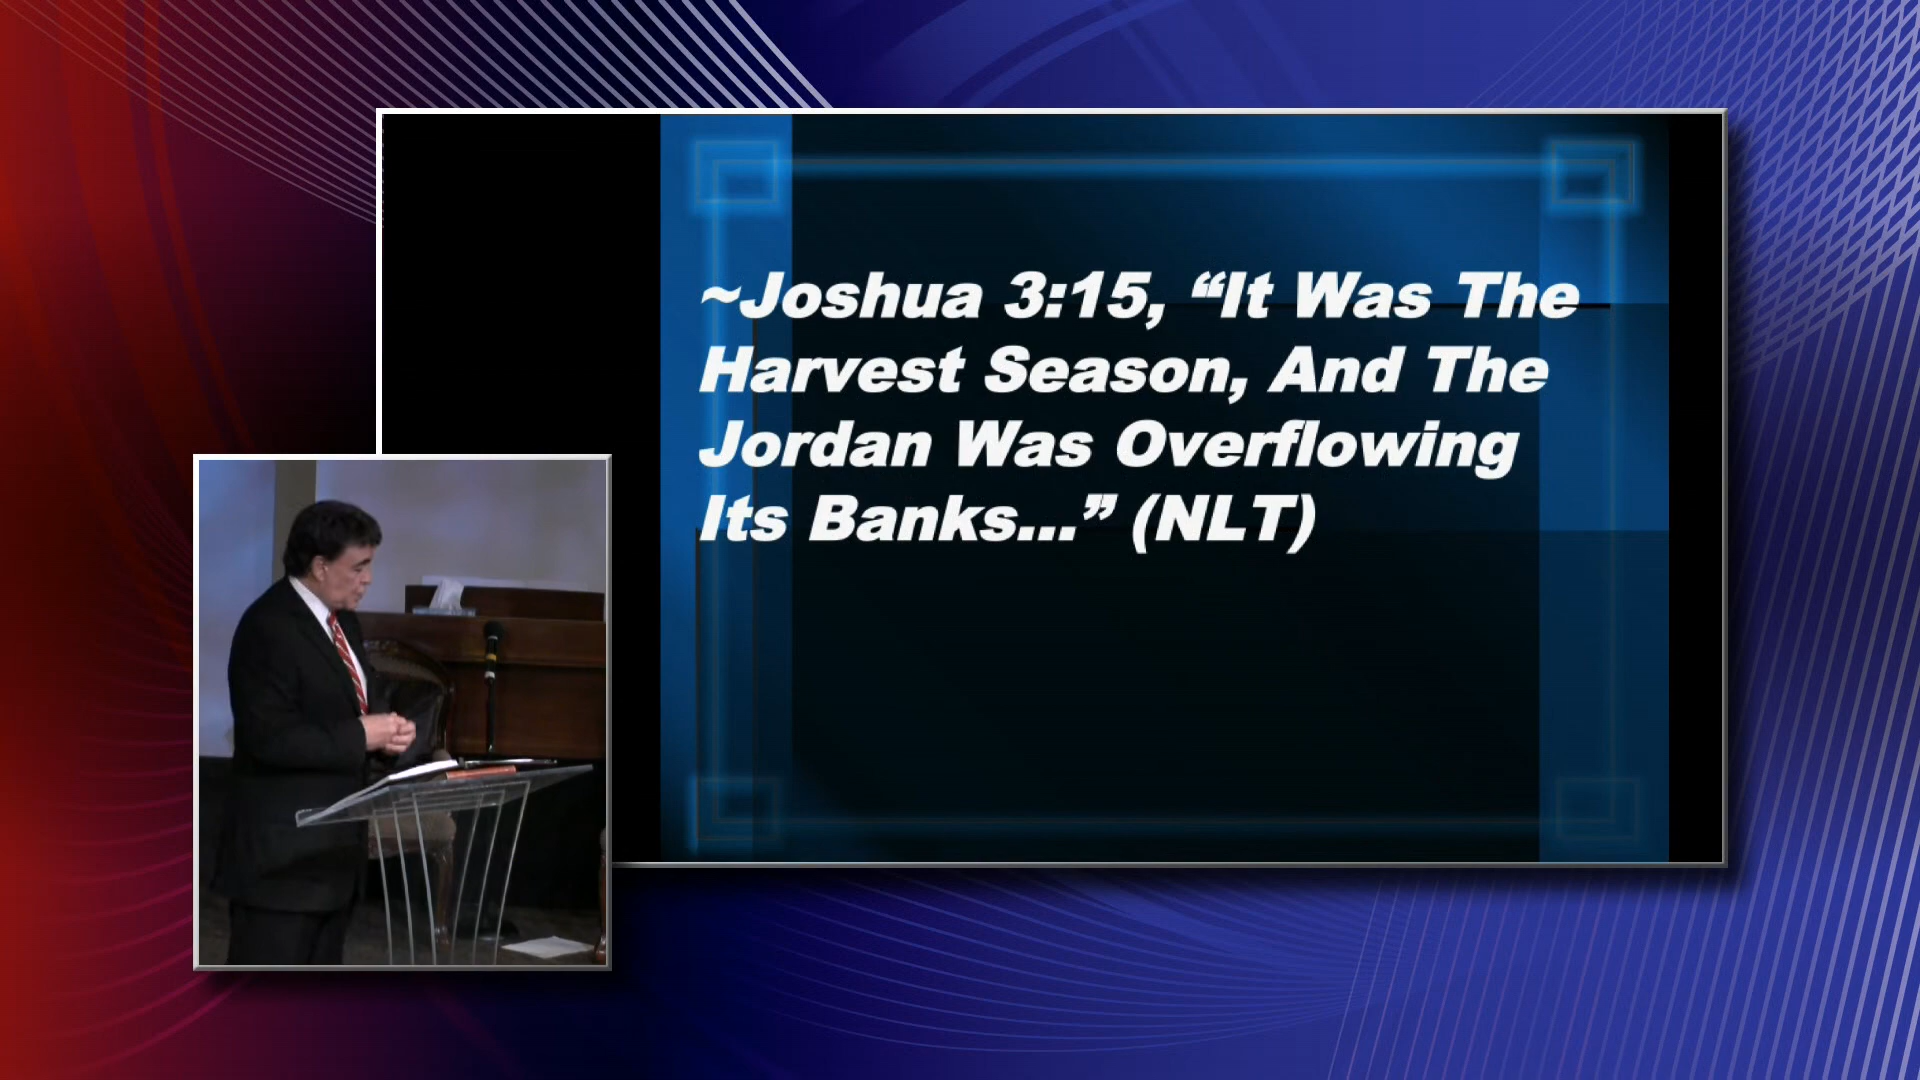 ~Joshua 3:15, “It Was The
Harvest Season, And The
Jordan Was Overflowing
Its Banks...” (NLT)